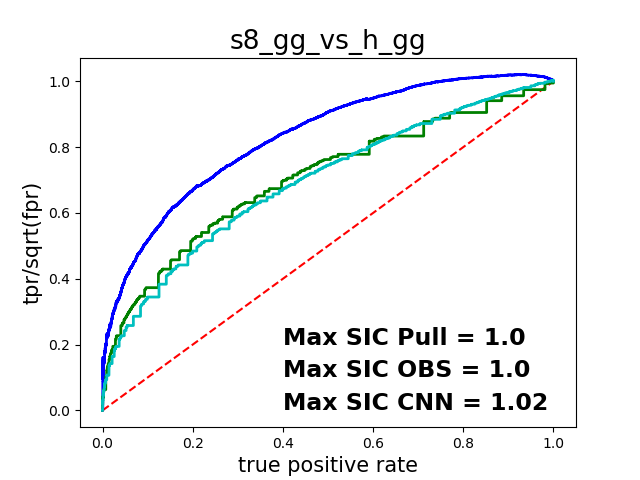 s8_gg_vs_h_gg
tpr/sqrt(fpr)
1.0
0.8
0.6
0.4
0.2
0.0
Max SIC Pull = 1.0
Max SIC OBS = 1.0
Max SIC CNN = 1.02
0.0 0.2 0.4 0.6 0.8 1.0
true positive rate